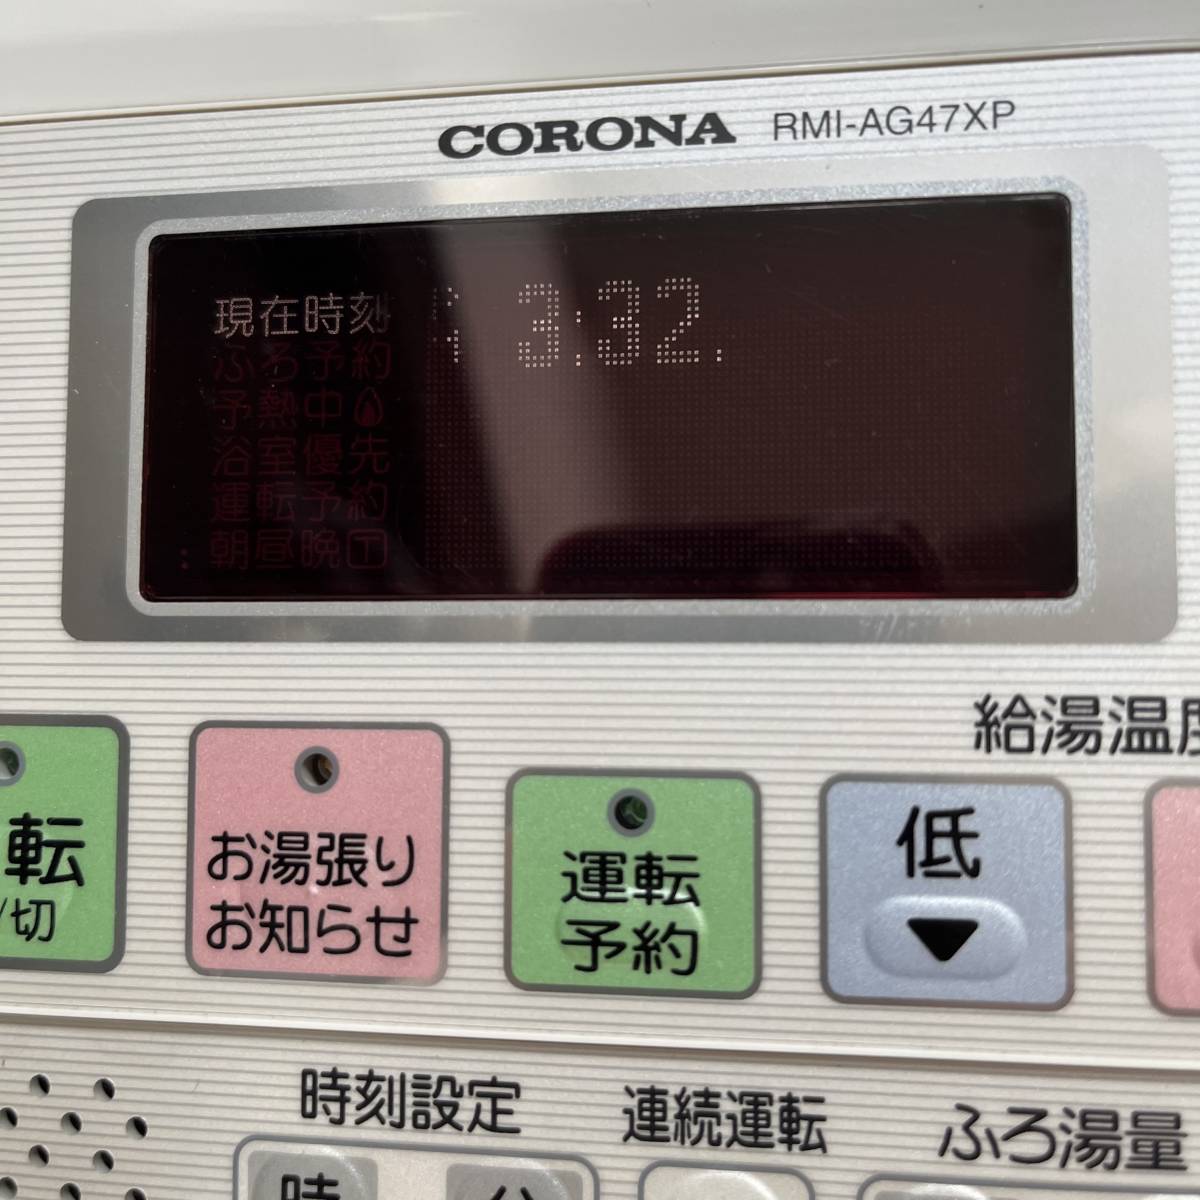 CORONA RMI-AG47XP
現在時刻 3:32.
ふろ予約
予熱中
浴室優先
運転予約
朝昼晩
給湯温度
転
/切
お湯張り
お知らせ
運転
予約
低
▼
時刻設定
連続運転
ふろ湯量
時
分